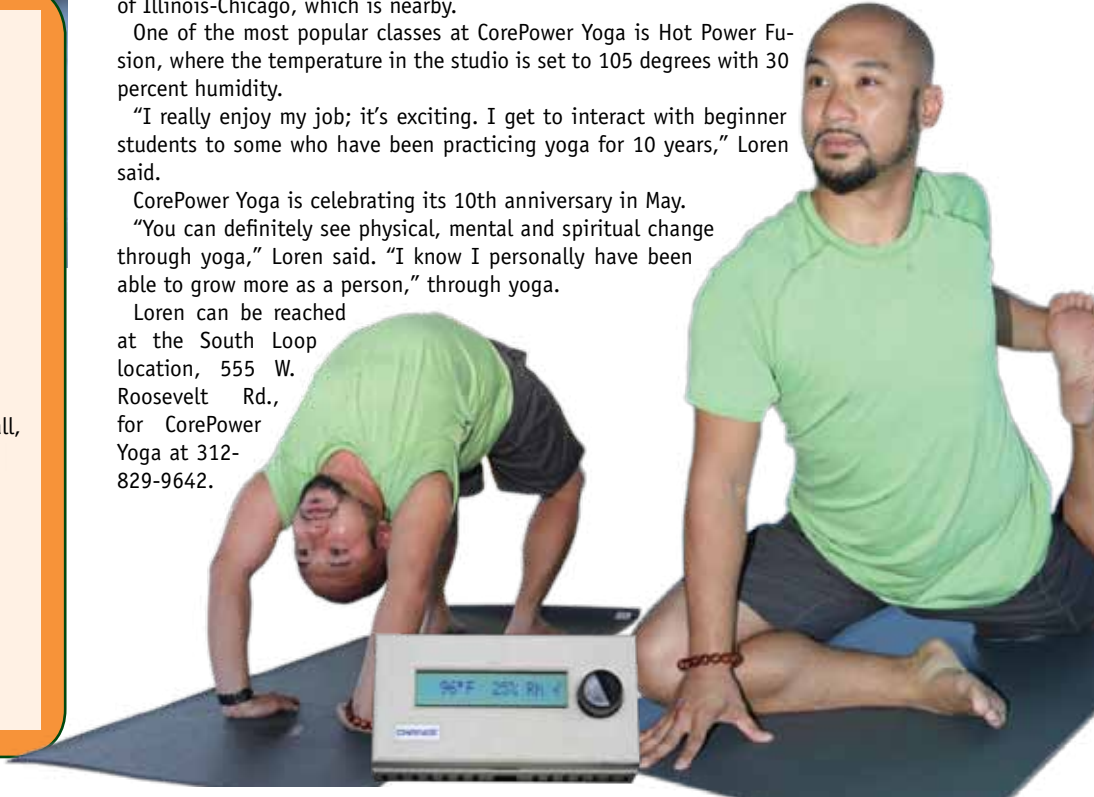 of Illinois-Chicago, which is nearby.
One of the most popular classes at CorePower Yoga is Hot Power Fu-
sion, where the temperature in the studio is set to 105 degrees with 30
percent humidity.
“I really enjoy my job; it’s exciting. I get to interact with beginner
students to some who have been practicing yoga for 10 years,” Loren
said.
CorePower Yoga is celebrating its 10th anniversary in May.
“You can definitely see physical, mental and spiritual change
through yoga,” Loren said. “I know I personally have been
able to grow more as a person,” through yoga.
Loren can be reached
at the South Loop
location, 555 W.
Roosevelt Rd.,
for CorePower
Yoga at 312-
829-9642.
96°F 25% RH